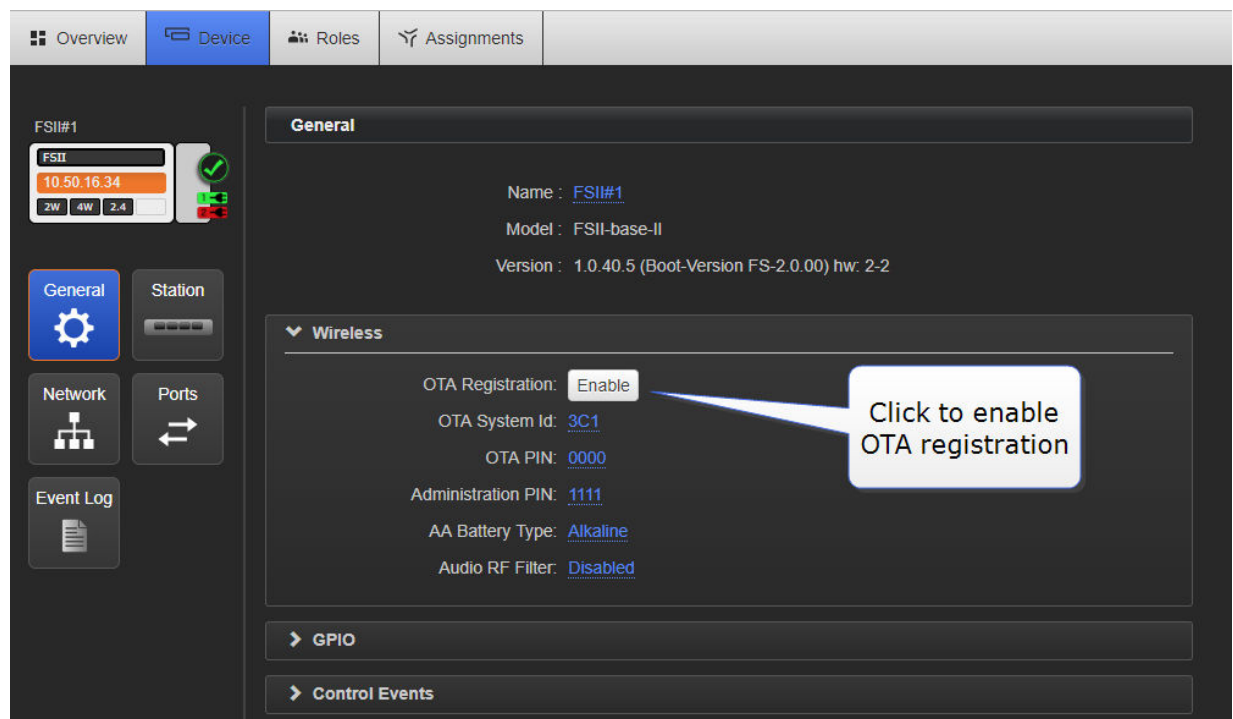 Overview Device Roles Assignments
FSII#1
FSII
10.50.16.34
2W 4W 2.4
1
2
General Station
Network Ports
Event Log
General
Name : FSII#1
Model : FSII-base-II
Version : 1.0.40.5 (Boot-Version FS-2.0.00) hw: 2-2
Wireless
OTA Registration: Enable
OTA System Id: 3C1
OTA PIN: 0000
Administration PIN: 1111
AA Battery Type: Alkaline
Audio RF Filter: Disabled
Click to enable
OTA registration
GPIO
Control Events